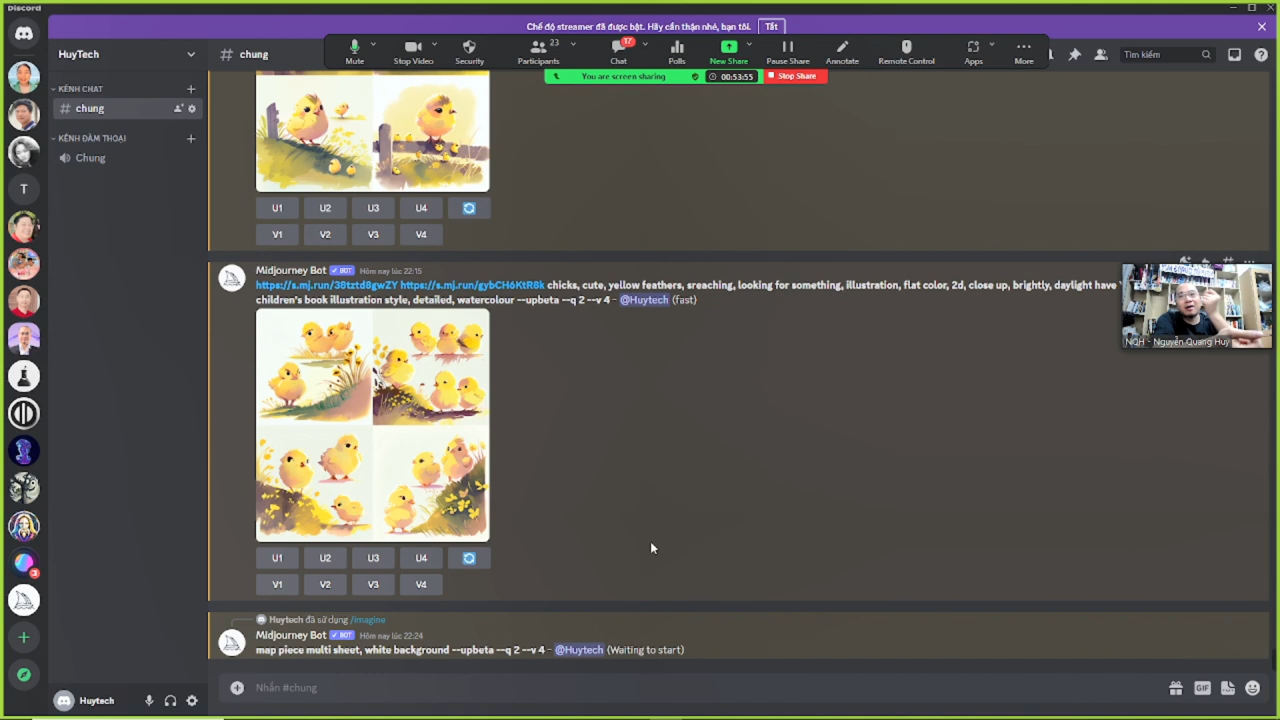 Discord
Chế độ streamer đã được bật. Hãy cẩn thận nhé, bạn tôi.
Tắt
HuyTech
# chung
Mute
Stop Video
Security
23
Participants
17
Chat
Polls
New Share
Pause Share
Annotate
Remote Control
Apps
More
Tìm kiếm
You are screen sharing
00:53:55
Stop Share
KÊNH CHAT
# chung
KÊNH ĐÀM THOẠI
Chung
T
3
U1 U2 U3 U4
V1 V2 V3 V4
Midjourney Bot ✓ BOT Hôm nay lúc 22:15
https://s.mj.run/38tztd8gwZY https://s.mj.run/gybCH6KtR8k chicks, cute, yellow feathers, sreaching, looking for something, illustration, flat color, 2d, close up, brightly, daylight have
children's book illustration style, detailed, watercolour --upbeta --q 2 --v 4 - @Huytech (fast)
NQH - Nguyễn Quang Huy
U1 U2 U3 U4
V1 V2 V3 V4
Huytech đã sử dụng /imagine
Midjourney Bot ✓ BOT Hôm nay lúc 22:24
map piece multi sheet, white background --upbeta --q 2 --v 4 - @Huytech (Waiting to start)
Huytech
Nhắn #chung
GIF